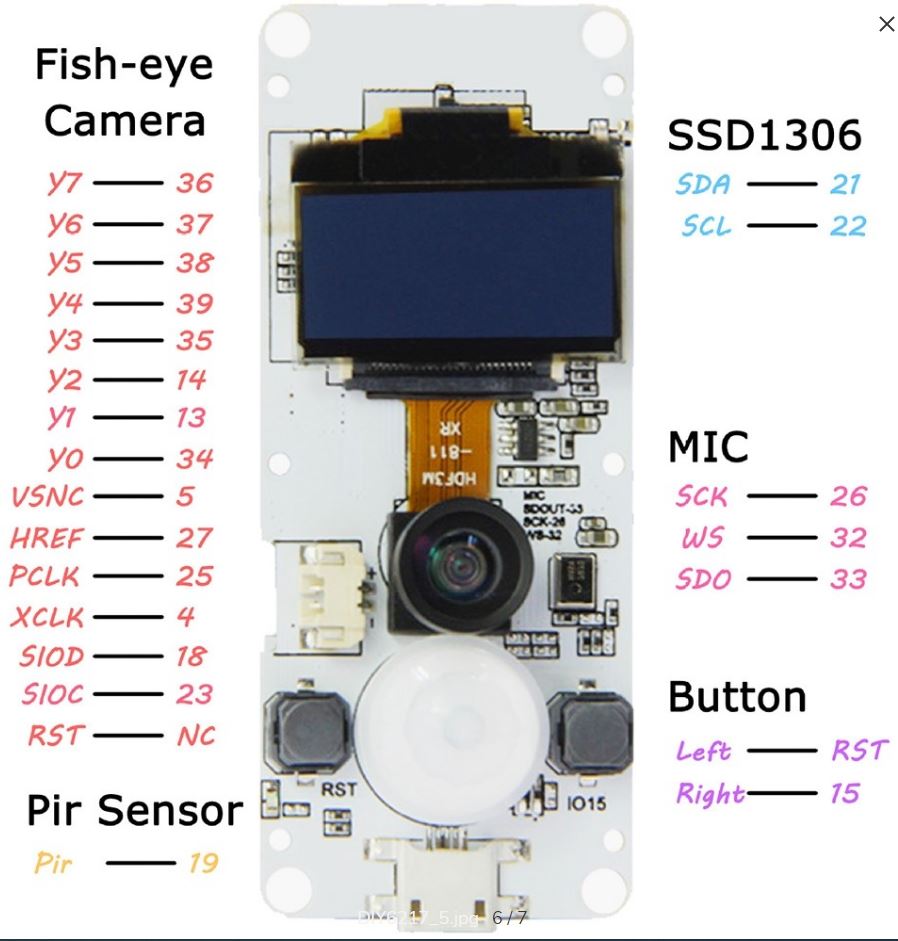 Fish-eye
Camera
Y7 36
Y6 37
Y5 38
Y4 39
Y3 35
Y2 14
Y1 13
Y0 34
VSNC 5
HREF 27
PCLK 25
XCLK 4
SIOD 18
SIOC 23
RST NC
Pir Sensor
Pir 19
XR
-811
HDF3M
MIC
SDOUT-33
SCK-26
WS-32
RST
IO15
SSD1306
SDA 21
SCL 22
MIC
SCK 26
WS 32
SDO 33
Button
Left RST
Right 15
DIY6217_5.jpg 6 / 7